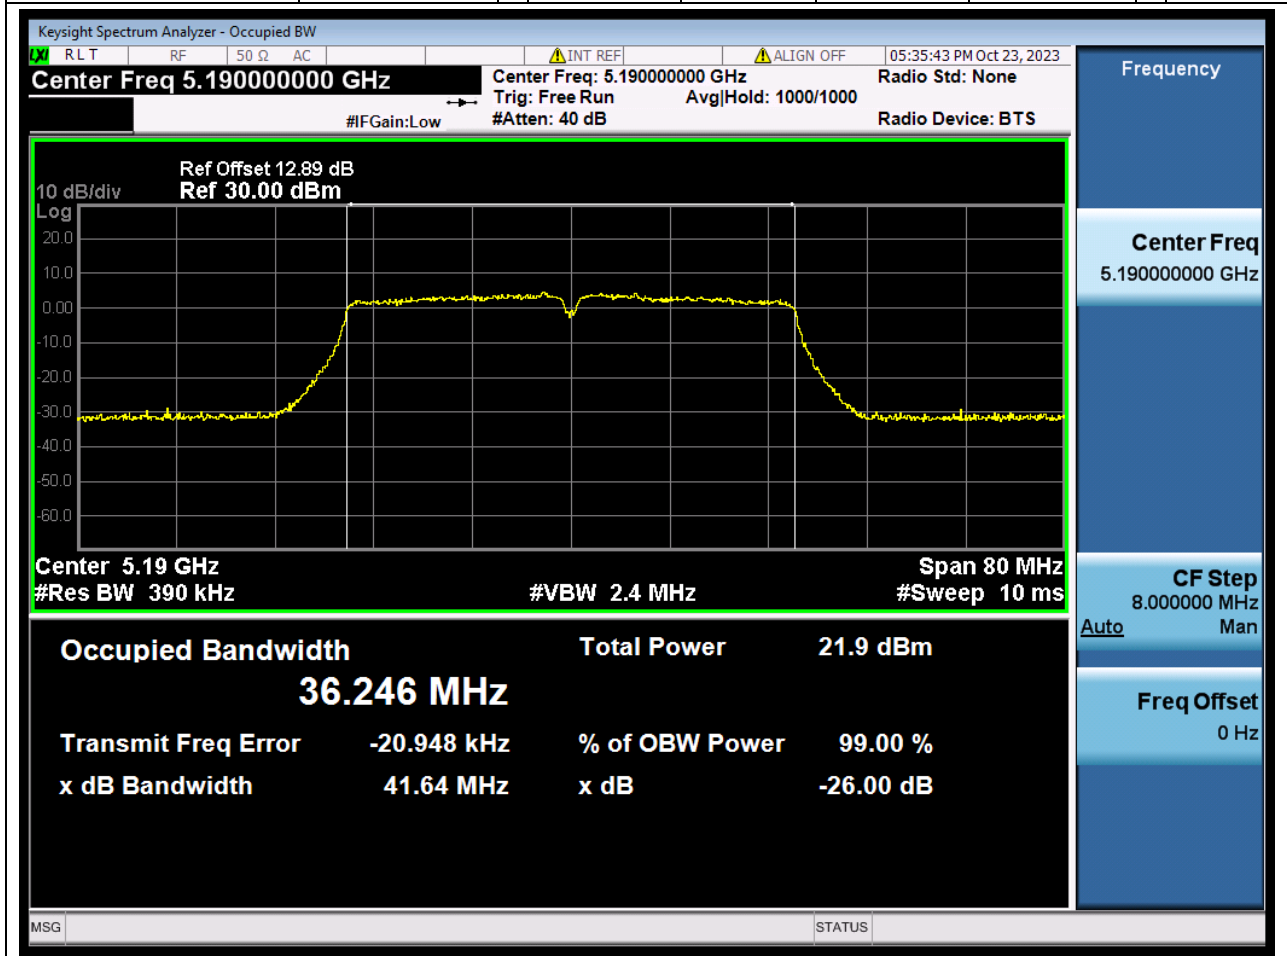 Keysight Spectrum Analyzer - Occupied BW
LXI RLT RF 50 Ω AC INT REF ALIGN OFF 05:35:43 PM Oct 23, 2023
Center Freq 5.190000000 GHz
Center Freq: 5.190000000 GHz
Radio Std: None
Trig: Free Run Avg|Hold: 1000/1000
#IFGain:Low #Atten: 40 dB Radio Device: BTS
Ref Offset 12.89 dB
10 dB/div Ref 30.00 dBm
Log
20.0
10.0
0.00
-10.0
-20.0
-30.0
-40.0
-50.0
-60.0
Center 5.19 GHz Span 80 MHz
#Res BW 390 kHz #VBW 2.4 MHz #Sweep 10 ms
Occupied Bandwidth Total Power 21.9 dBm
36.246 MHz
Transmit Freq Error -20.948 kHz % of OBW Power 99.00 %
x dB Bandwidth 41.64 MHz x dB -26.00 dB
MSG STATUS
Frequency
Center Freq
5.190000000 GHz
CF Step
8.000000 MHz
Auto Man
Freq Offset
0 Hz